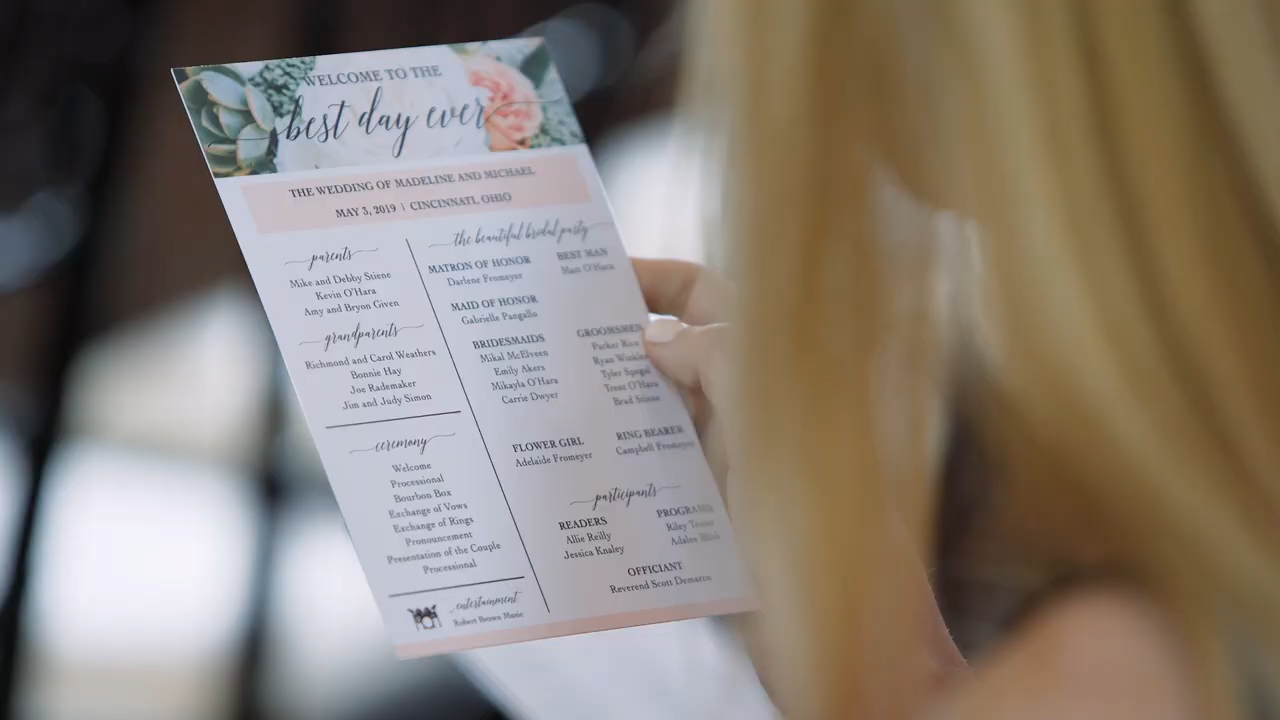 WELCOME TO THE
best day ever
THE WEDDING OF MADELINE AND MICHAEL
MAY 3, 2019 | CINCINNATI, OHIO
parents
Mike and Debby Stiene
Kevin O'Hara
Amy and Bryon Given
grandparents
Richmond and Carol Weathers
Bonnie Hay
Joe Rademaker
Jim and Judy Simon
ceremony
Welcome
Processional
Bourbon Box
Exchange of Vows
Exchange of Rings
Pronouncement
Presentation of the Couple
Processional
entertainment
Robert Brown Music
the beautiful bridal party
MATRON OF HONOR
Darlene Fromeyer
BEST MAN
Matt O'Hara
MAID OF HONOR
Gabrielle Pangallo
BRIDESMAIDS
Mikal McElveen
Emily Akers
Mikayla O'Hara
Carrie Dwyer
GROOMSMEN
Parker
Ryan
Tyler
Trent O'Hara
Brad Stiene
FLOWER GIRL
Adelaide Fromeyer
RING BEARER
Campbell Fromeyer
participants
READERS
Allie Reilly
Jessica Knaley
Riley
OFFICIANT
Reverend Scott